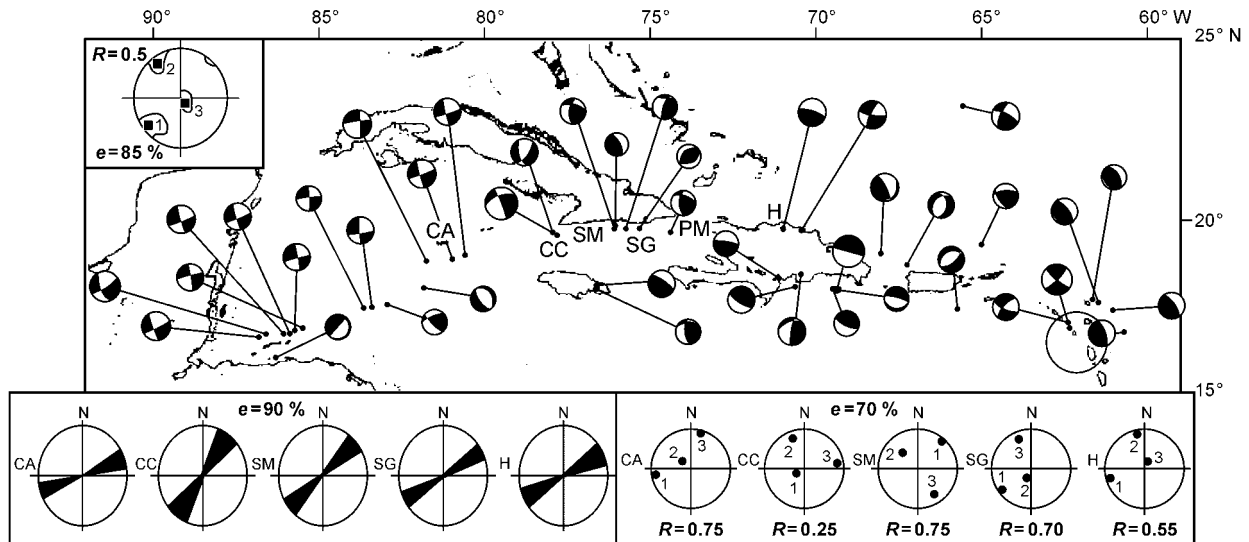 90° 85° 80° 75° 70° 65° 60° W
25° N
R=0.5
2
3
1
e=85 %
20°
H
CA
CC
SM
SG
PM
15°
e=90 %
N N N N N
CA CC SM SG H
e=70 %
N N N N N
CA 1 2 3
CC 1 2 3
SM 1 2 3
SG 1 2 3
H 1 2 3
R=0.75 R=0.25 R=0.75 R=0.70 R=0.55